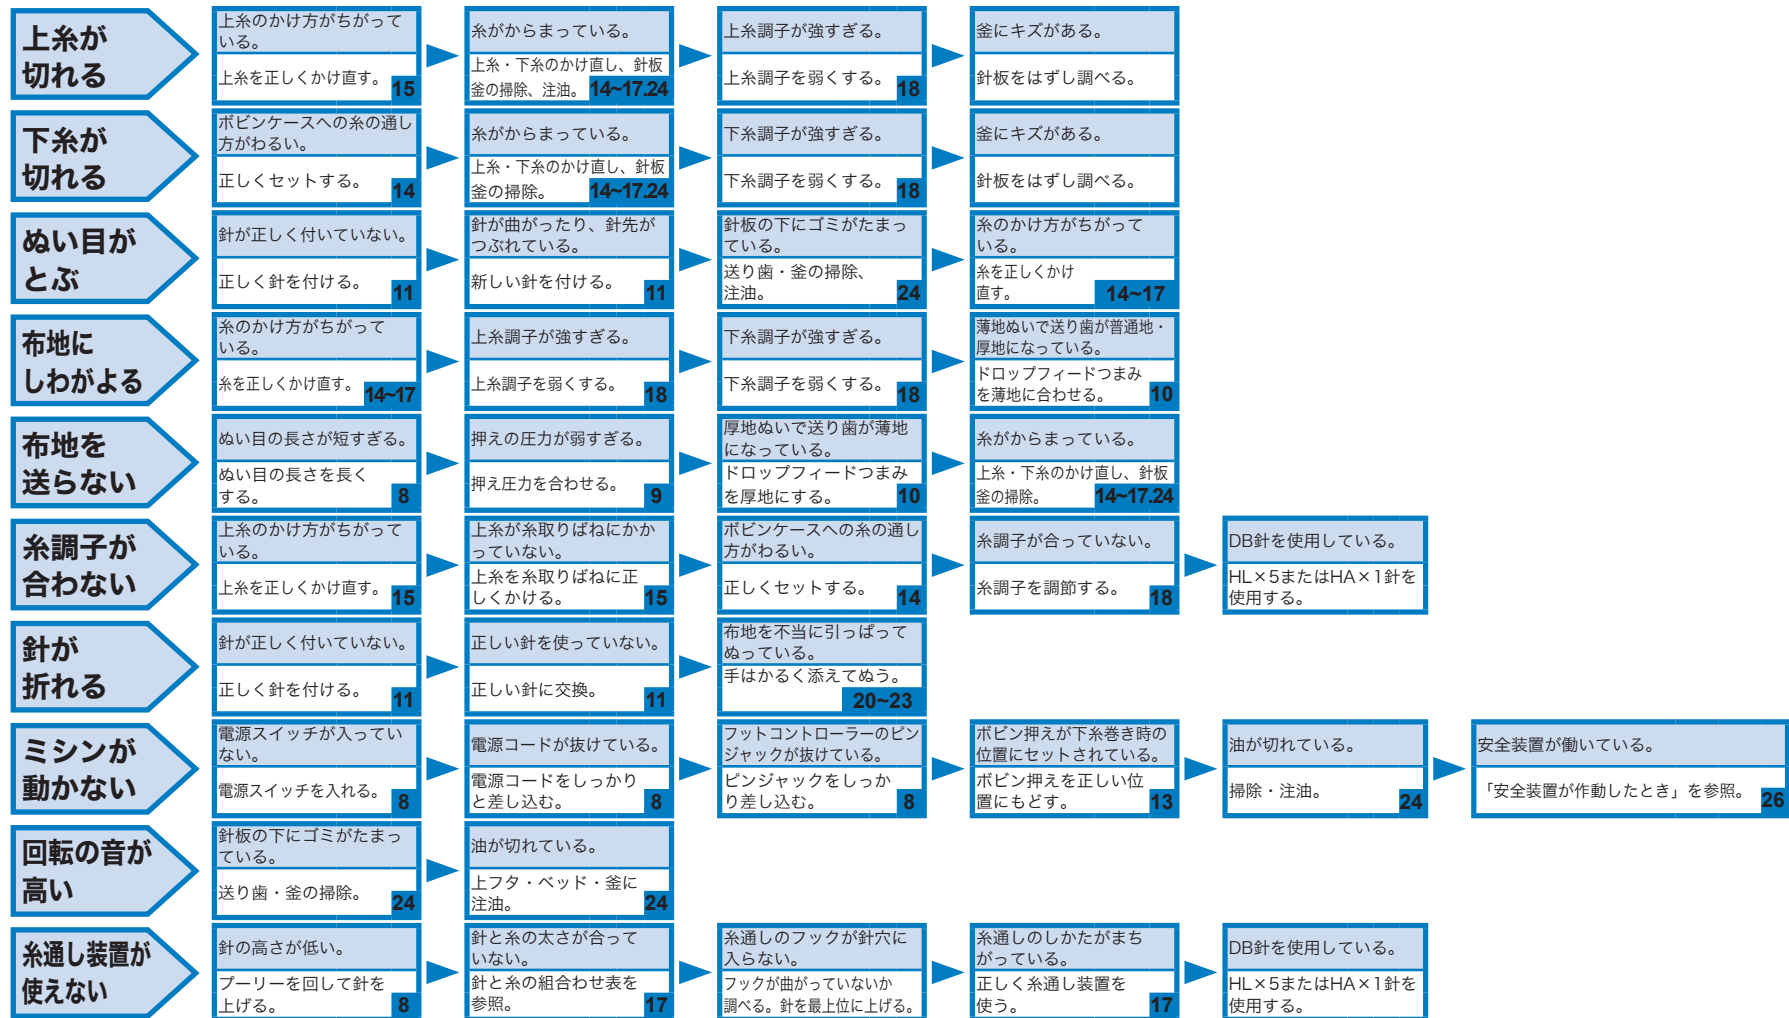 上糸が
切れる
上糸のかけ方がちがって
いる。
上糸を正しくかけ直す。 15
糸がからまっている。
上糸・下糸のかけ直し、針板
釜の掃除、注油。 14~17.24
上糸調子が強すぎる。
上糸調子を弱くする。 18
釜にキズがある。
針板をはずし調べる。
下糸が
切れる
ボビンケースへの糸の通し
方がわるい。
正しくセットする。 14
糸がからまっている。
上糸・下糸のかけ直し、針板
釜の掃除。 14~17.24
下糸調子が強すぎる。
下糸調子を弱くする。 18
釜にキズがある。
針板をはずし調べる。
ぬい目が
とぶ
針が正しく付いていない。
正しく針を付ける。 11
針が曲がったり、針先が
つぶれている。
新しい針を付ける。 11
針板の下にゴミがたまっ
ている。
送り歯・釜の掃除、
注油。 24
糸のかけ方がちがって
いる。
糸を正しくかけ
直す。 14~17
布地に
しわがよる
糸のかけ方がちがって
いる。
糸を正しくかけ直す。 14~17
上糸調子が強すぎる。
上糸調子を弱くする。 18
下糸調子が強すぎる。
下糸調子を弱くする。 18
薄地ぬいで送り歯が普通地・
厚地になっている。
ドロップフィードつまみ
を薄地に合わせる。 10
布地を
送らない
ぬい目の長さが短すぎる。
ぬい目の長さを長く
する。 8
押えの圧力が弱すぎる。
押え圧力を合わせる。 9
厚地ぬいで送り歯が薄地
になっている。
ドロップフィードつまみ
を厚地にする。 10
糸がからまっている。
上糸・下糸のかけ直し、針板
釜の掃除。 14~17.24
糸調子が
合わない
上糸のかけ方がちがって
いる。
上糸を正しくかけ直す。 15
上糸が糸取りばねにかか
っていない。
上糸を糸取りばねに正
しくかける。 15
ボビンケースへの糸の通し
方がわるい。
正しくセットする。 14
糸調子が合っていない。
糸調子を調節する。 18
DB針を使用している。
HL×5またはHA×1針を
使用する。
針が
折れる
針が正しく付いていない。
正しく針を付ける。 11
正しい針を使っていない。
正しい針に交換。 11
布地を不当に引っぱって
ぬっている。
手はかるく添えてぬう。
20~23
ミシンが
動かない
電源スイッチが入ってい
ない。
電源スイッチを入れる。 8
電源コードが抜けている。
電源コードをしっかり
と差し込む。 8
フットコントローラーのピン
ジャックが抜けている。
ピンジャックをしっか
り差し込む。 8
ボビン押えが下糸巻き時の
位置にセットされている。
ボビン押えを正しい位
置にもどす。 13
油が切れている。
掃除・注油。 24
安全装置が働いている。
「安全装置が作動したとき」を参照。 26
回転の音が
高い
針板の下にゴミがたまっ
ている。
送り歯・釜の掃除。 24
油が切れている。
上フタ・ベッド・釜に
注油。 24
糸通し装置が
使えない
針の高さが低い。
プーリーを回して針を
上げる。 8
針と糸の太さが合って
いない。
針と糸の組合わせ表を
参照。 17
糸通しのフックが針穴に
入らない。
フックが曲がっていないか
調べる。針を最上位に上げる。
糸通しのしかたがまち
がっている。
正しく糸通し装置を
使う。 17
DB針を使用している。
HL×5またはHA×1針を
使用する。